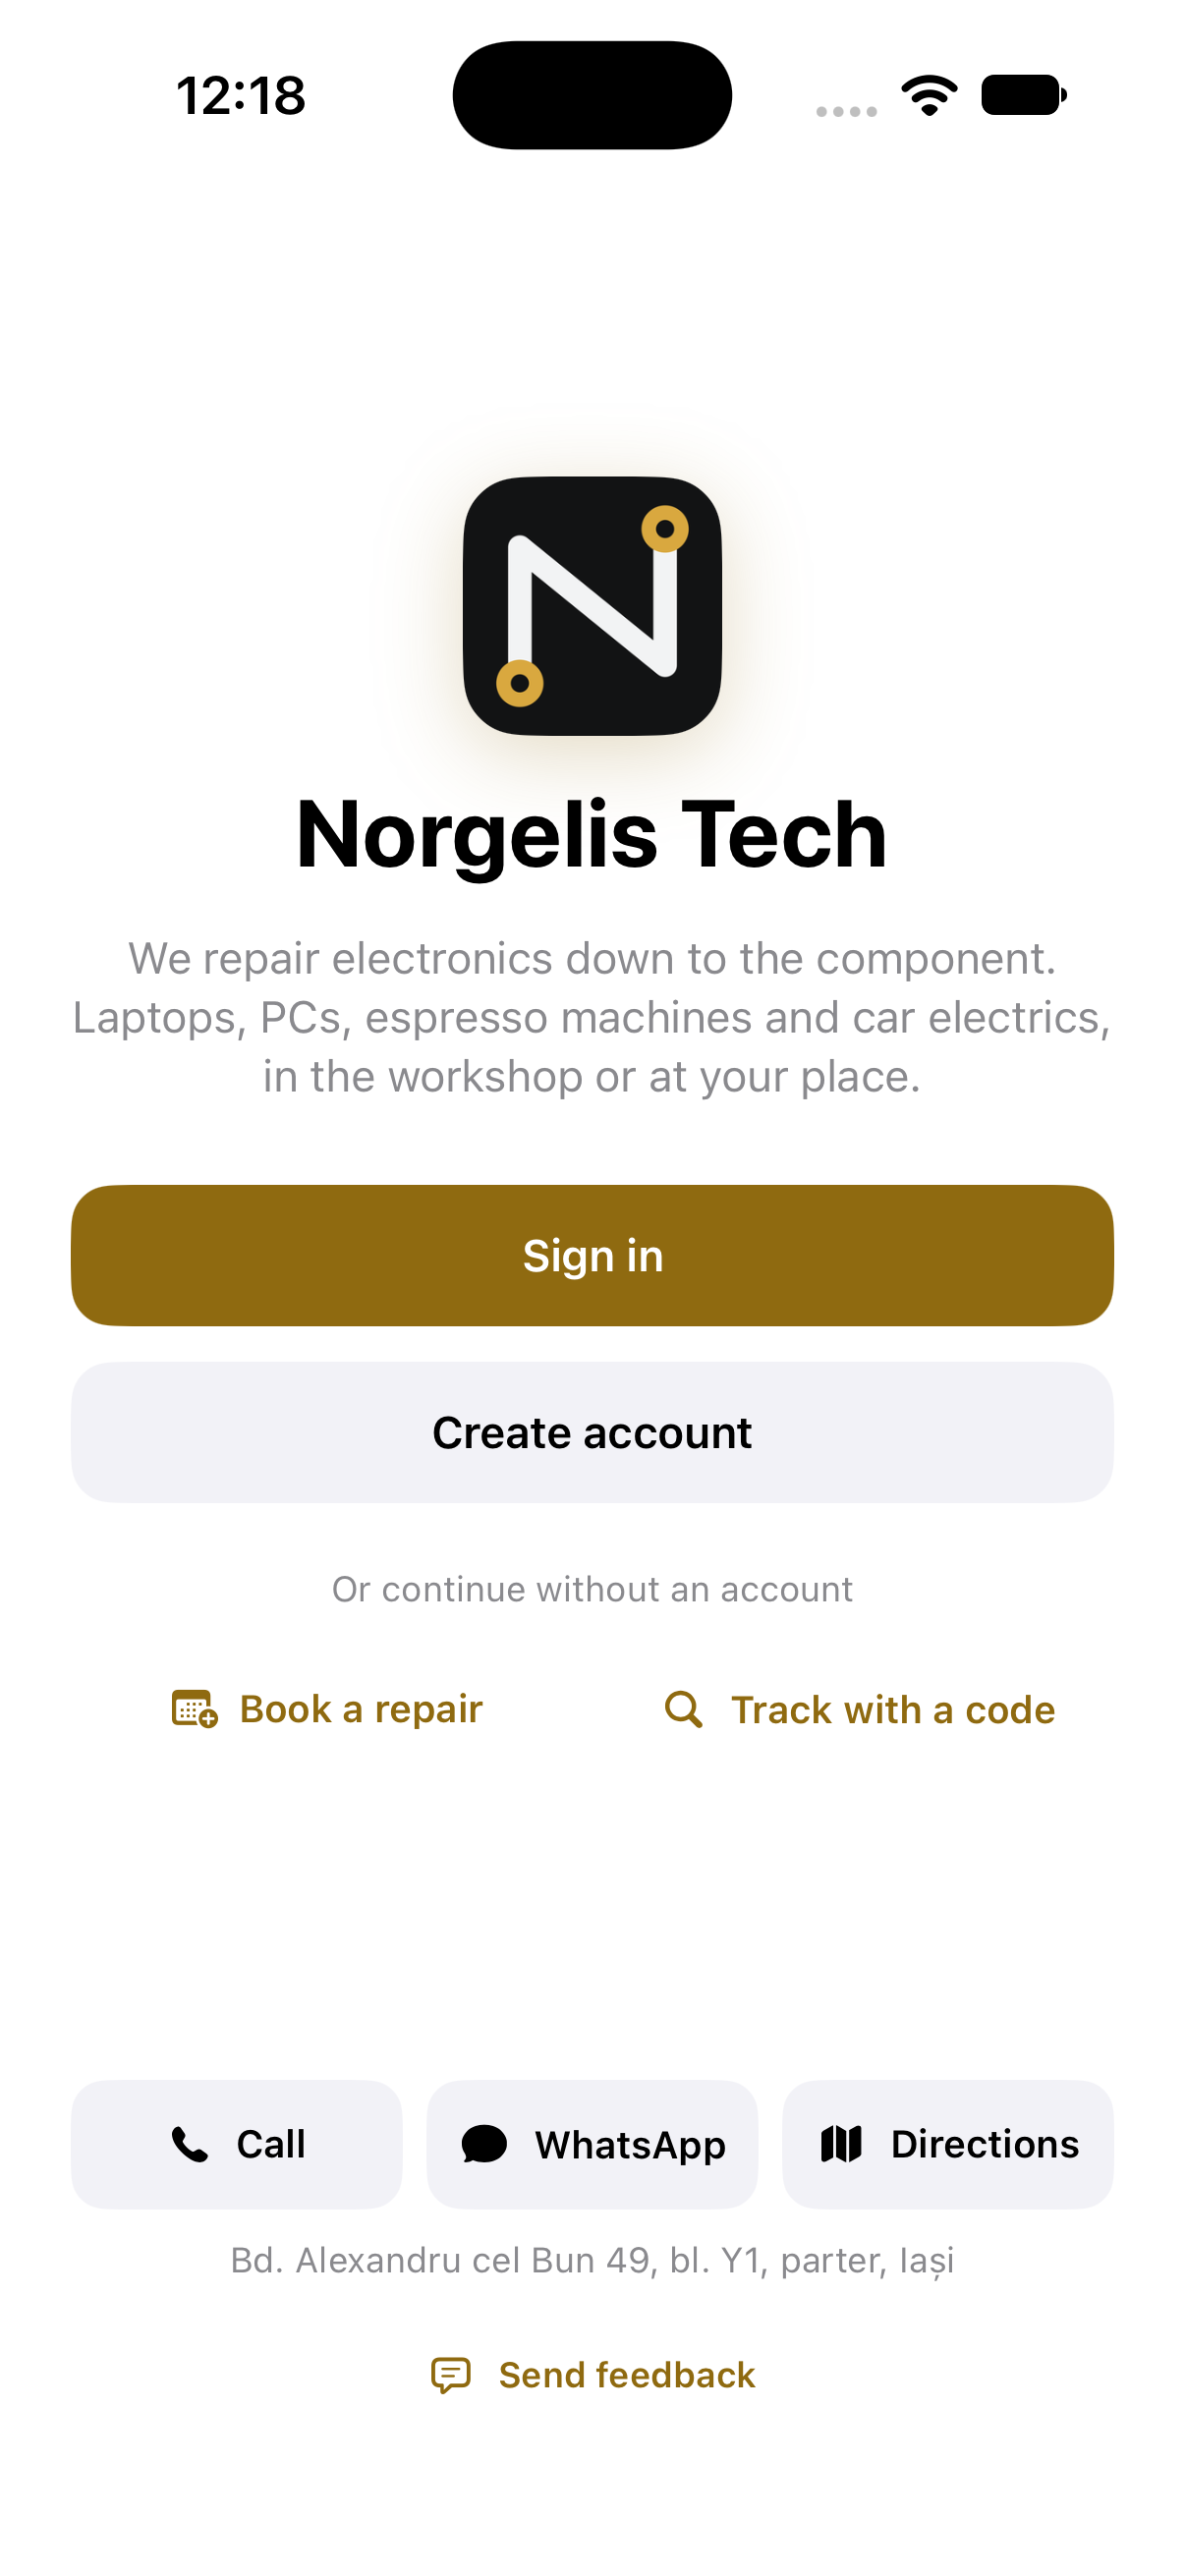 12:18
Norgelis Tech
We repair electronics down to the component.
Laptops, PCs, espresso machines and car electrics,
in the workshop or at your place.
Sign in
Create account
Or continue without an account
Book a repair
Track with a code
Call
WhatsApp
Directions
Bd. Alexandru cel Bun 49, bl. Y1, parter, Iași
Send feedback